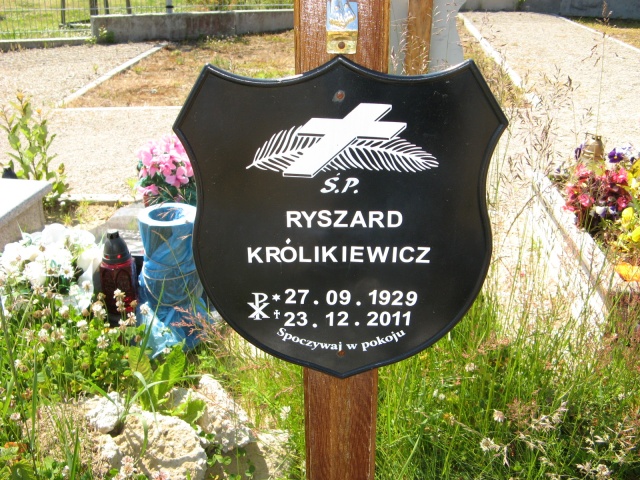 Ś.P.
RYSZARD
KRÓLIKIEWICZ
* 27. 09. 1929
† 23. 12. 2011
Spoczywaj w pokoju